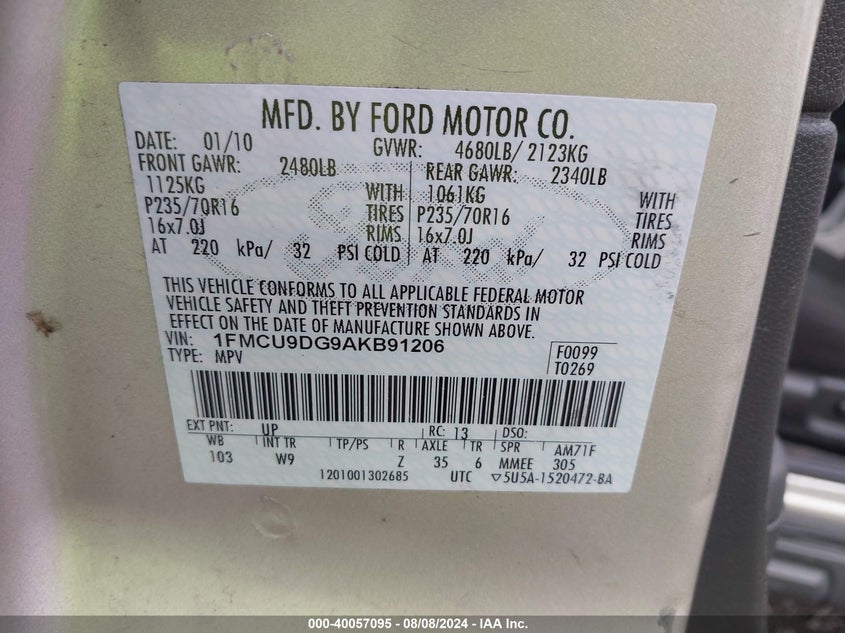 MFD. BY FORD MOTOR CO.
DATE: 01/10 GVWR: 4680LB/ 2123KG
FRONT GAWR: 2480LB REAR GAWR: 2340LB
1125KG WITH 1061KG WITH
P235/70R16 TIRES P235/70R16 TIRES
16x7.0J RIMS 16x7.0J RIMS
AT 220 kPa/ 32 PSI COLD AT 220 kPa/ 32 PSI COLD
THIS VEHICLE CONFORMS TO ALL APPLICABLE FEDERAL MOTOR
VEHICLE SAFETY AND THEFT PREVENTION STANDARDS IN
EFFECT ON THE DATE OF MANUFACTURE SHOWN ABOVE.
VIN: 1FMCU9DG9AKB91206 F0099
TYPE: MPV T0269
EXT PNT: UP RC: 13 DSO:
WB INT TR TP/PS R AXLE TR SPR AM71F
103 W9 Z 35 6 MMEE 305
1201001302685 UTC ▽5U5A-1520472-BA
000-40057095 - 08/08/2024 - IAA Inc.